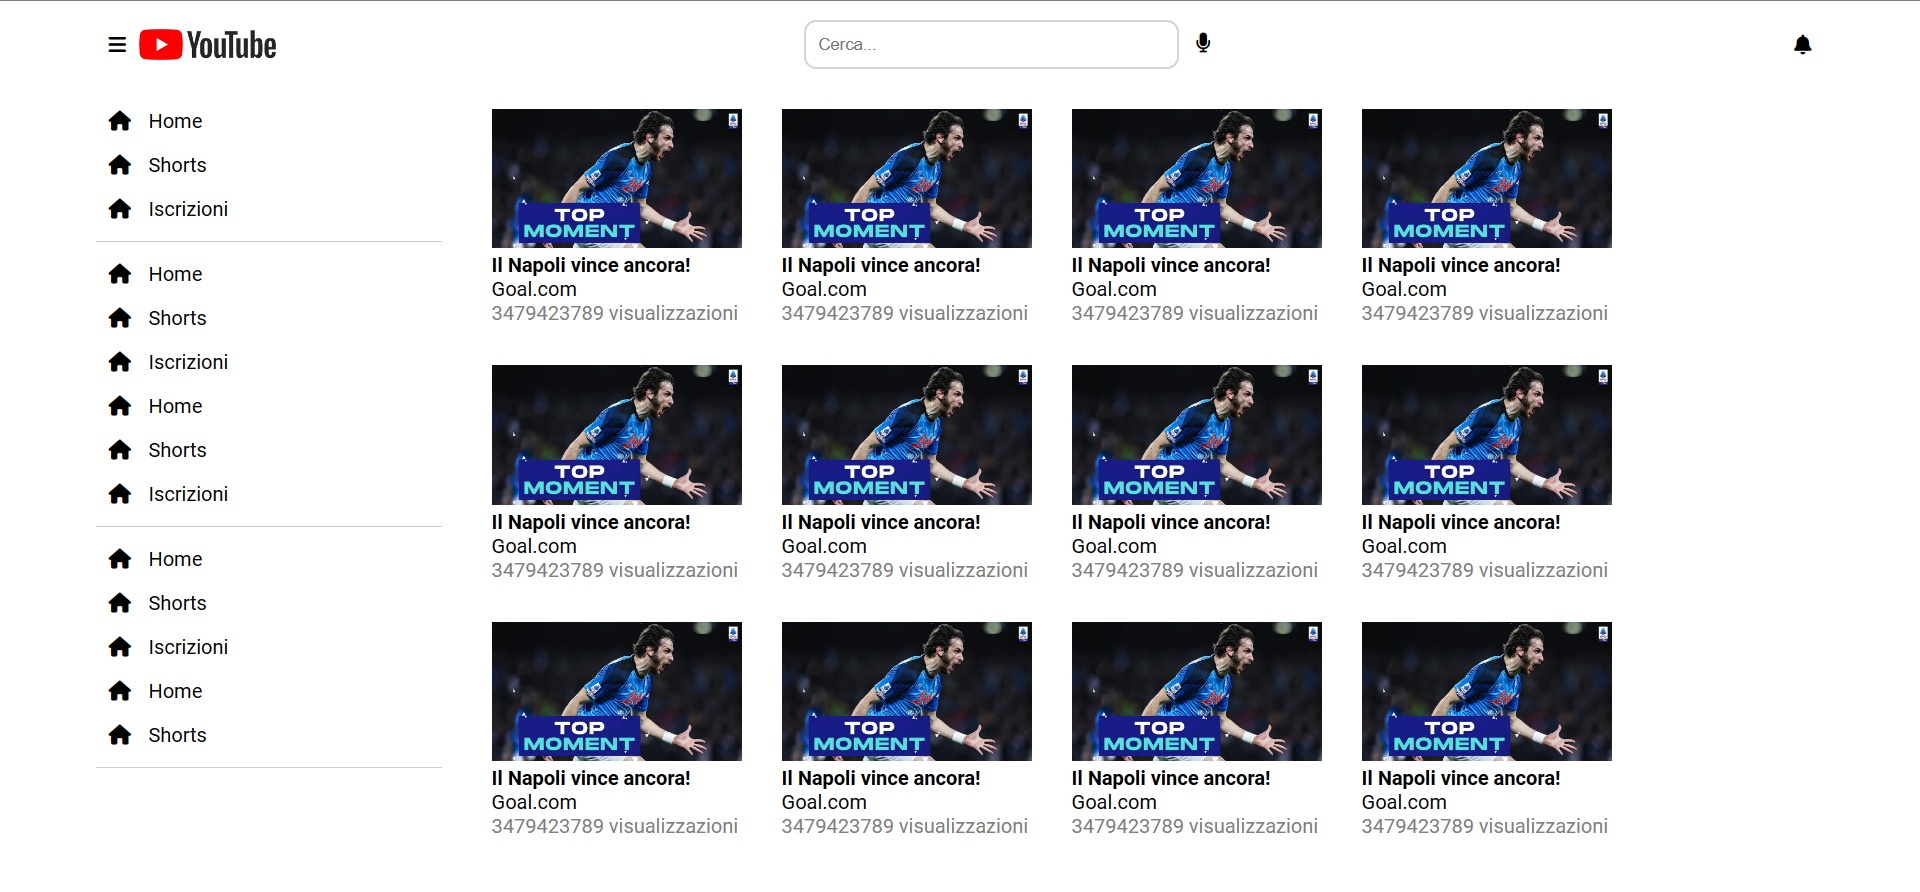 YouTube
Cerca...
Home
Shorts
Iscrizioni
Home
Shorts
Iscrizioni
Home
Shorts
Iscrizioni
Home
Shorts
Iscrizioni
Home
Shorts
TOP
MOMENT
Il Napoli vince ancora!
Goal.com
3479423789 visualizzazioni
TOP
MOMENT
Il Napoli vince ancora!
Goal.com
3479423789 visualizzazioni
TOP
MOMENT
Il Napoli vince ancora!
Goal.com
3479423789 visualizzazioni
TOP
MOMENT
Il Napoli vince ancora!
Goal.com
3479423789 visualizzazioni
TOP
MOMENT
Il Napoli vince ancora!
Goal.com
3479423789 visualizzazioni
TOP
MOMENT
Il Napoli vince ancora!
Goal.com
3479423789 visualizzazioni
TOP
MOMENT
Il Napoli vince ancora!
Goal.com
3479423789 visualizzazioni
TOP
MOMENT
Il Napoli vince ancora!
Goal.com
3479423789 visualizzazioni
TOP
MOMENT
Il Napoli vince ancora!
Goal.com
3479423789 visualizzazioni
TOP
MOMENT
Il Napoli vince ancora!
Goal.com
3479423789 visualizzazioni
TOP
MOMENT
Il Napoli vince ancora!
Goal.com
3479423789 visualizzazioni
TOP
MOMENT
Il Napoli vince ancora!
Goal.com
3479423789 visualizzazioni